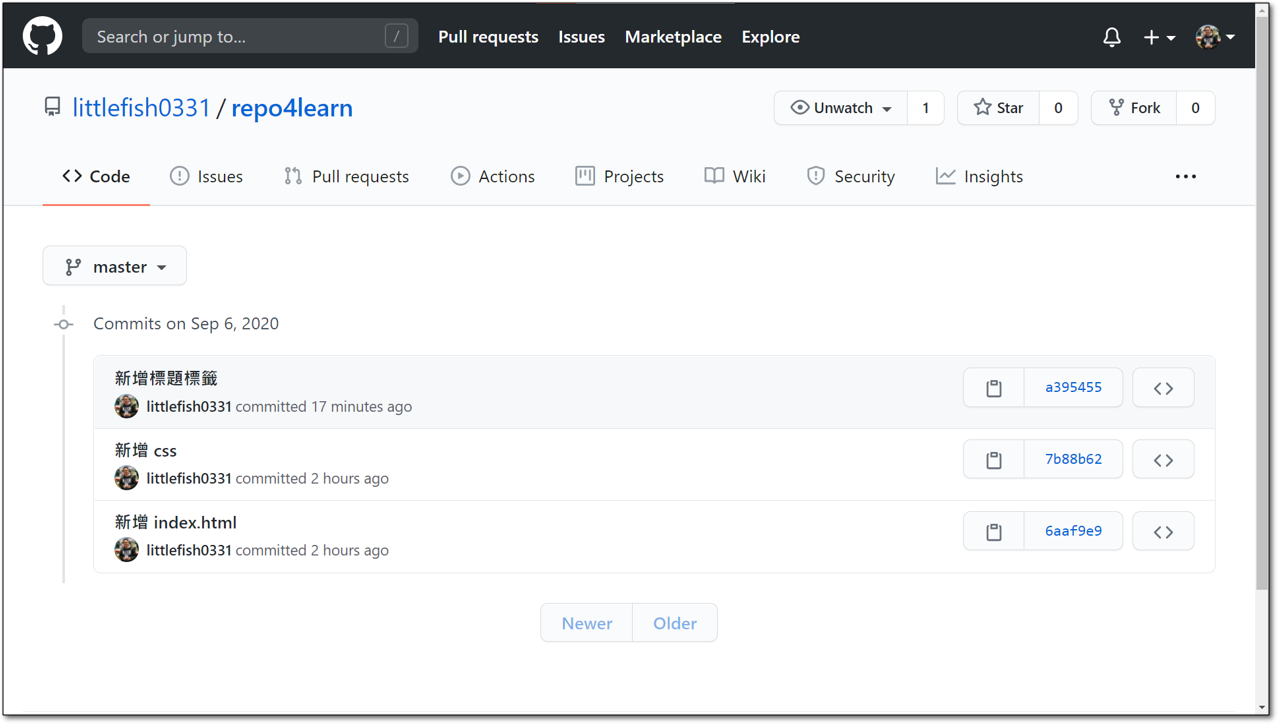 Search or jump to... / Pull requests Issues Marketplace Explore
littlefish0331 / repo4learn Unwatch 1 Star 0 Fork 0
Code Issues Pull requests Actions Projects Wiki Security Insights
master
Commits on Sep 6, 2020
新增標題標籤
littlefish0331 committed 17 minutes ago a395455
新增 css
littlefish0331 committed 2 hours ago 7b88b62
新增 index.html
littlefish0331 committed 2 hours ago 6aaf9e9
Newer Older